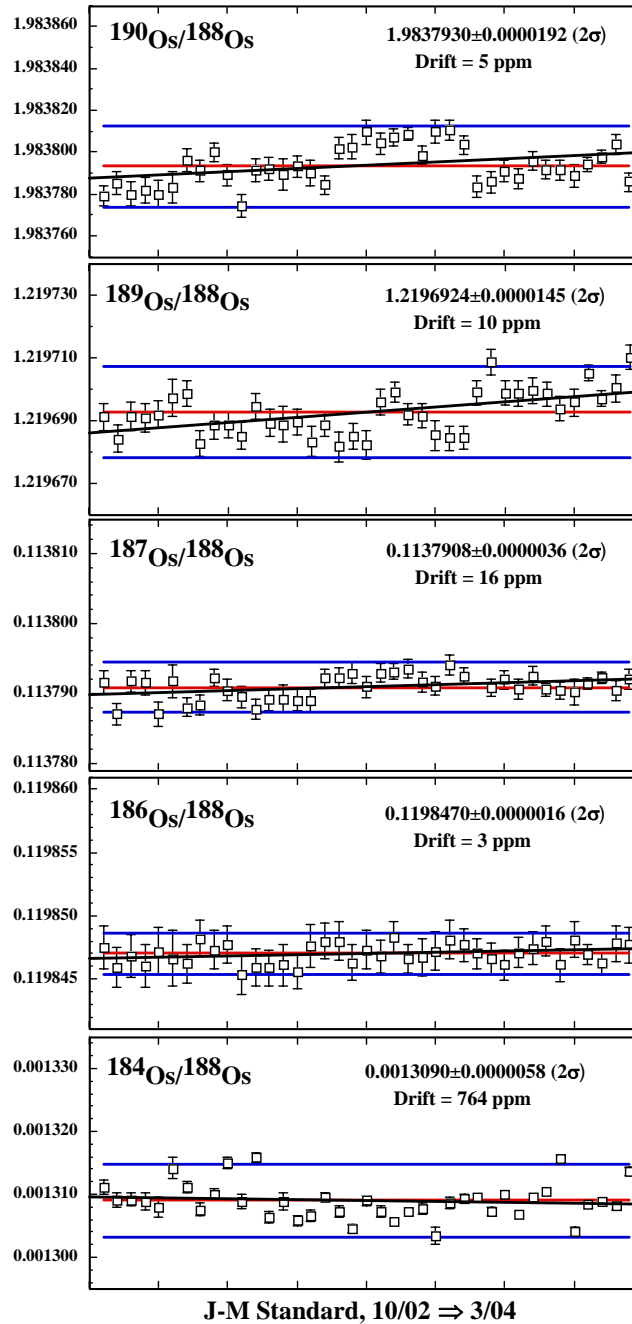 190Os/188Os
1.9837930±0.0000192 (2σ)
Drift = 5 ppm
1.983860
1.983840
1.983820
1.983800
1.983780
1.983760
189Os/188Os
1.2196924±0.0000145 (2σ)
Drift = 10 ppm
1.219730
1.219710
1.219690
1.219670
187Os/188Os
0.1137908±0.0000036 (2σ)
Drift = 16 ppm
0.113810
0.113800
0.113790
0.113780
186Os/188Os
0.1198470±0.0000016 (2σ)
Drift = 3 ppm
0.119860
0.119855
0.119850
0.119845
184Os/188Os
0.0013090±0.0000058 (2σ)
Drift = 764 ppm
0.001330
0.001320
0.001310
0.001300
J-M Standard, 10/02 ⇒ 3/04